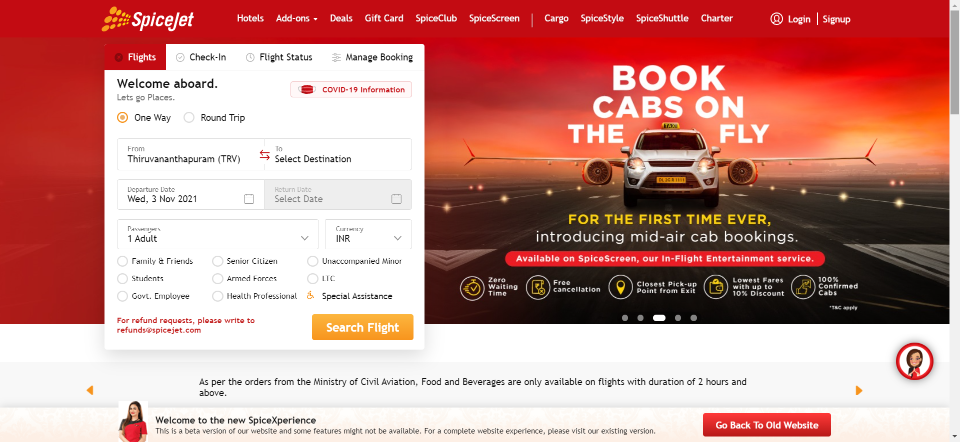 SpiceJet
Hotels Add-ons Deals Gift Card SpiceClub SpiceScreen Cargo SpiceStyle SpiceShuttle Charter Login Signup
Flights Check-In Flight Status Manage Booking
Welcome aboard.
Lets go Places.
COVID-19 Information
One Way Round Trip
From To
Thiruvananthapuram (TRV) Select Destination
Departure Date Return Date
Wed, 3 Nov 2021 Select Date
Passengers Currency
1 Adult INR
Family & Friends Senior Citizen Unaccompanied Minor
Students Armed Forces LTC
Govt. Employee Health Professional Special Assistance
For refund requests, please write to
refunds@spicejet.com
Search Flight
BOOK
CABS ON
THE FLY
TAXI
FOR THE FIRST TIME EVER,
introducing mid-air cab bookings.
Available on SpiceScreen, our In-Flight Entertainment service.
Zero
Waiting
Time
Free
cancellation
Closest Pick-up
Point from Exit
Lowest Fares
with up to
10% Discount
100%
Confirmed
Cabs
*T&C apply
As per the orders from the Ministry of Civil Aviation, Food and Beverages are only available on flights with duration of 2 hours and
above.
Welcome to the new SpiceXperience
This is a beta version of our website and some features might not be available. For a complete website experience, please visit our existing version.
Go Back To Old Website